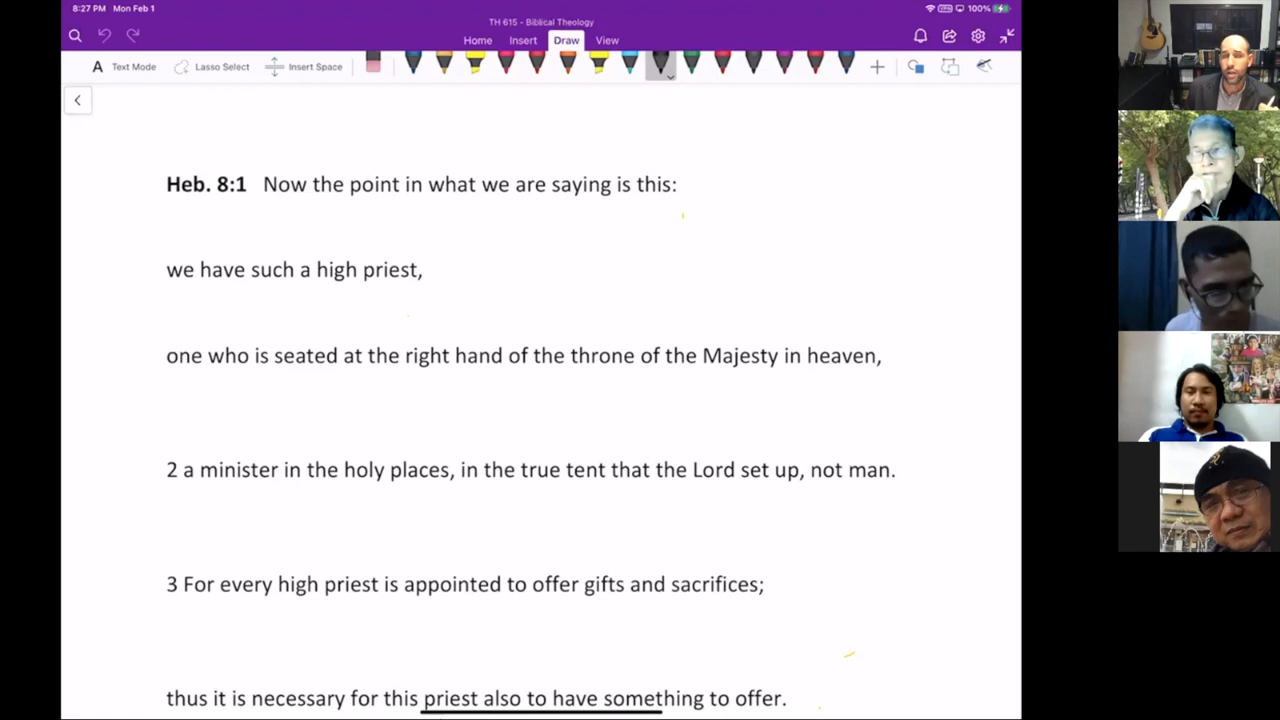 8:27 PM Mon Feb 1
100%
TH 615 - Biblical Theology
Home Insert Draw View
A Text Mode Lasso Select Insert Space
Heb. 8:1 Now the point in what we are saying is this:
we have such a high priest,
one who is seated at the right hand of the throne of the Majesty in heaven,
2 a minister in the holy places, in the true tent that the Lord set up, not man.
3 For every high priest is appointed to offer gifts and sacrifices;
thus it is necessary for this priest also to have something to offer.